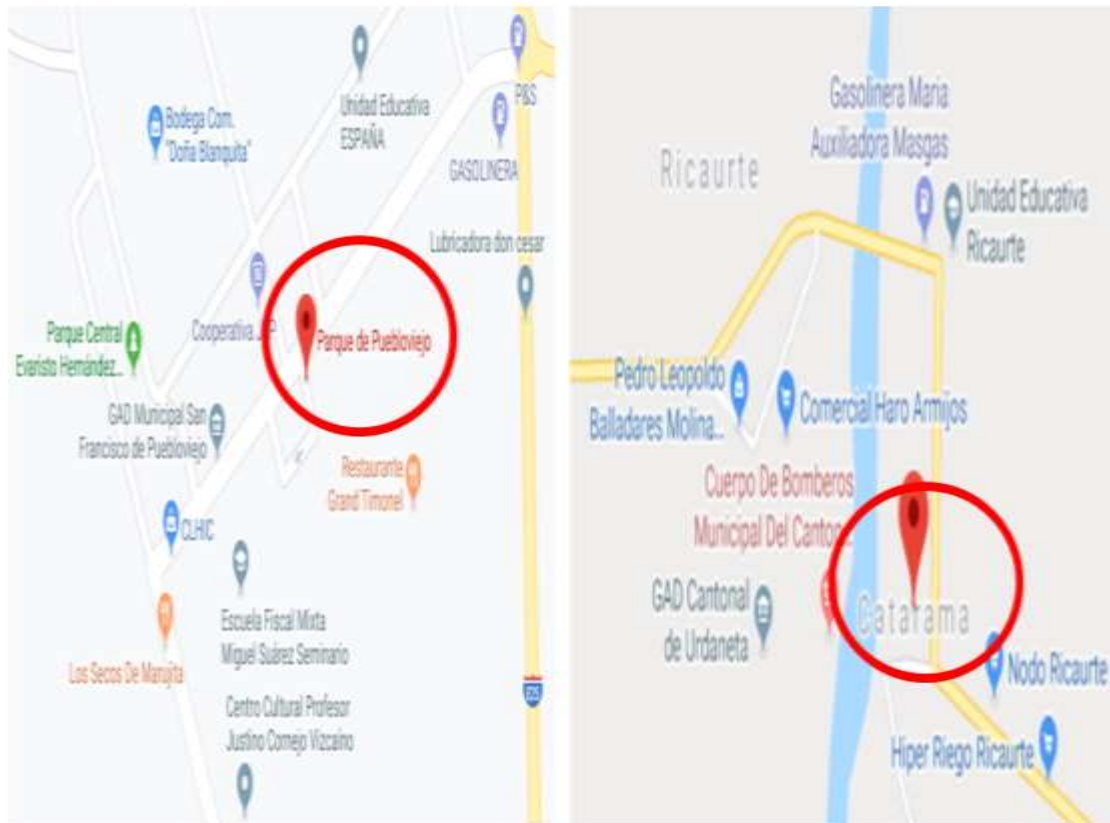 P&S
Unidad Educativa
ESPAÑA
Bodega Com.
"Doña Blanquita"
GASOLINERA
Lubricadora don cesar
Cooperativa
Parque de Puebloviejo
Parque Central
Evaristo Hernández...
GAD Municipal San
Francisco de Puebloviejo
Restaurante
Grand Timonel
CLHIC
Escuela Fiscal Mixta
Miguel Suárez Seminario
Los Secos De Marujita
E25
Centro Cultural Profesor
Justino Cornejo Vizcaíno
Gasolinera Maria
Auxiliadora Masgas
Ricaurte
Unidad Educativa
Ricaurte
Pedro Leopoldo
Balladares Molina...
Comercial Haro Armijos
Cuerpo De Bomberos
Municipal Del Canton...
GAD Cantonal
de Urdaneta
Catarama
Nodo Ricaurte
Hiper Riego Ricaurte